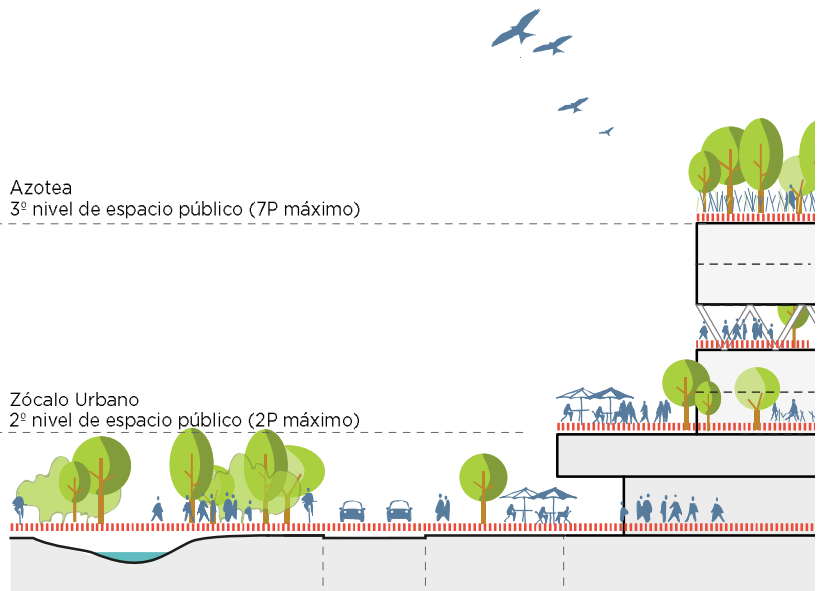 Azotea
3º nivel de espacio público (7P máximo)
Zócalo Urbano
2º nivel de espacio público (2P máximo)